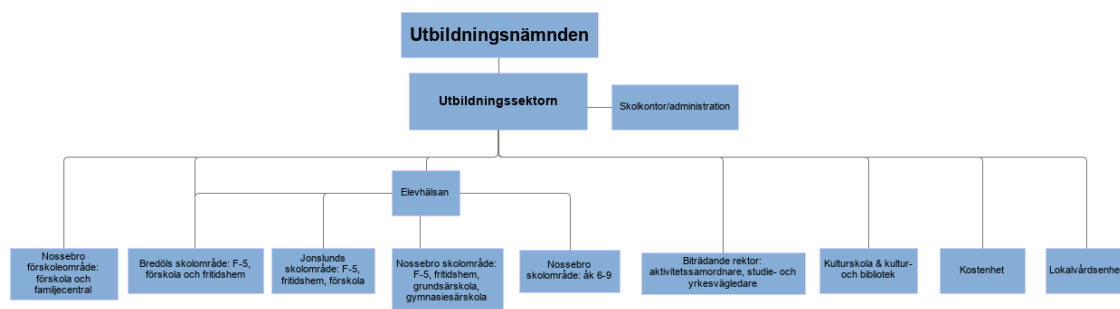 Utbildningsnämnden
Utbildningssektorn
Skolkontor/administration
Elevhälsan
Nossebro
förskoleområde:
förskola och
familjecentral
Bredöls skolområde: F-5,
förskola och fritidshem
Jonslunds
skolområde: F-5,
fritidshem, förskola
Nossebro skolområde:
F-5, fritidshem,
grundsärskola,
gymnasiesärskola
Nossebro
skolområde: åk 6-9
Biträdande rektor:
aktivitetssamordnare, studie- och
yrkesvägledare
Kulturskola & kultur-
och bibliotek
Kostenhet
Lokalvårdsenhet